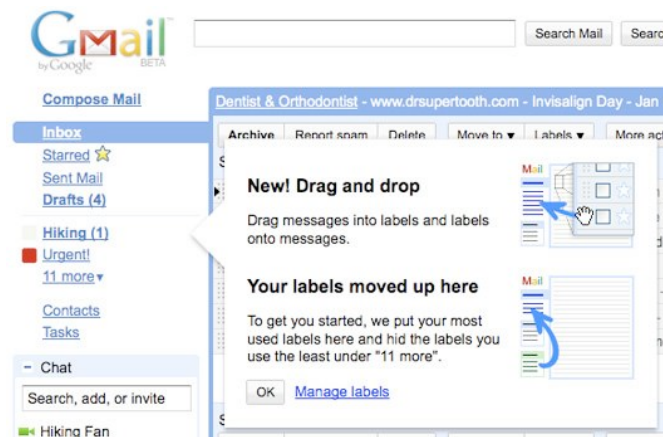 Gmail
by Google BETA
Search Mail
Compose Mail
Dentist & Orthodontist - www.drsupertooth.com - Invisalign Day - Jan
Inbox
Archive Report spam Delete Move to ▼ Labels ▼ More
Starred
Sent Mail
Drafts (4)
Hiking (1)
Urgent!
11 more▼
Contacts
Tasks
– Chat
Search, add, or invite
Hiking Fan
New! Drag and drop
Drag messages into labels and labels
onto messages.
Mail
Your labels moved up here
To get you started, we put your most
used labels here and hid the labels you
use the least under "11 more".
Mail
OK Manage labels